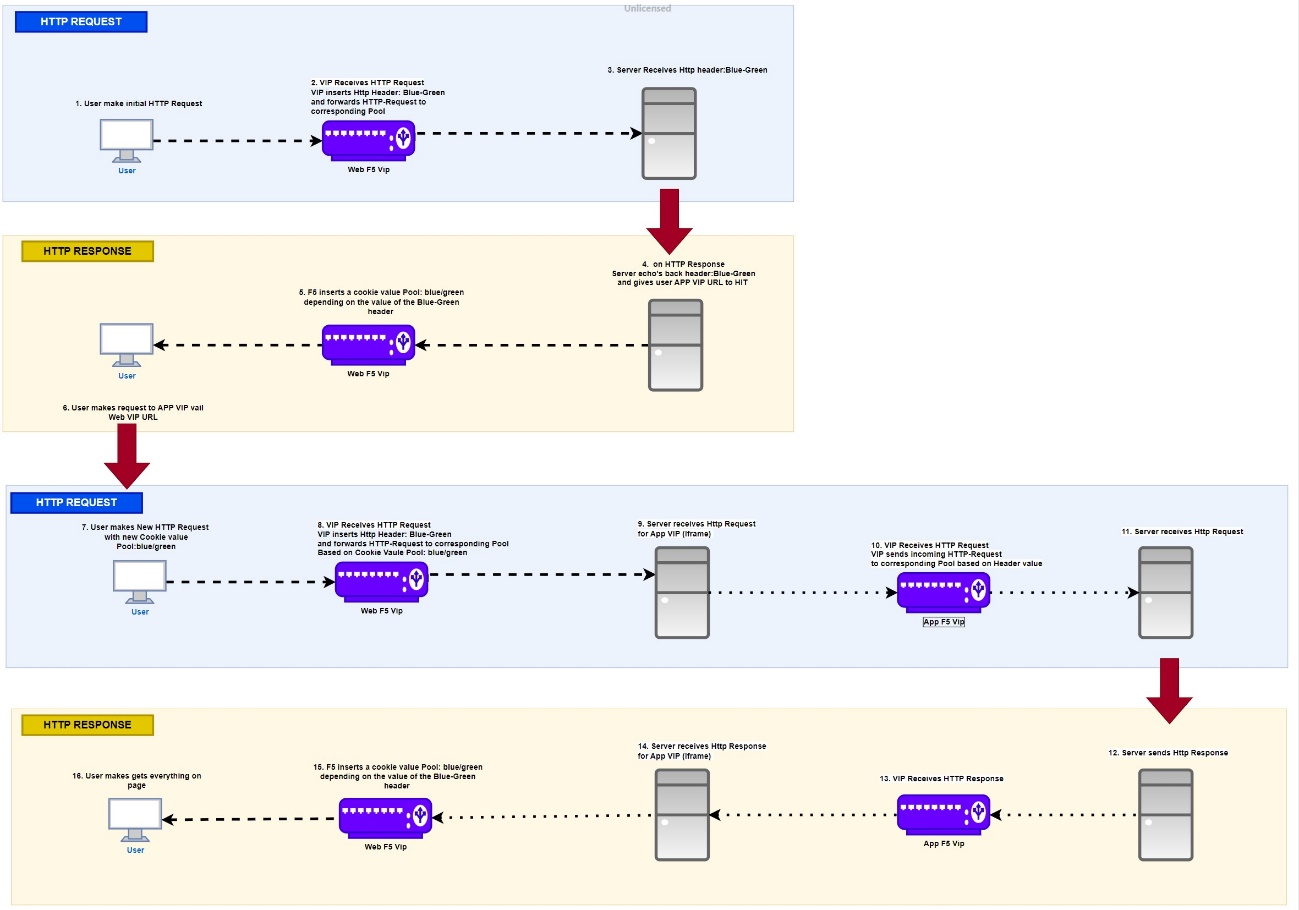 Unlicensed
HTTP REQUEST
3. Server Receives Http header:Blue-Green
2. VIP Receives HTTP Request
VIP inserts Http Header: Blue-Green
and forwards HTTP-Request to
corresponding Pool
1. User make initial HTTP Request
User
Web F5 Vip
HTTP RESPONSE
4. on HTTP Response
Server echo's back header:Blue-Green
and gives user APP VIP URL to HIT
5. F5 inserts a cookie value Pool: blue/green
depending on the value of the Blue-Green
header
User
Web F5 Vip
6. User makes request to APP VIP vail
Web VIP URL
HTTP REQUEST
7. User makes New HTTP Request
with new Cookie value
Pool:blue/green
8. VIP Receives HTTP Request
VIP inserts Http Header: Blue-Green
and forwards HTTP-Request to corresponding Pool
Based on Cookie Vaule Pool: blue/green
9. Server receives Http Request
for App VIP (Iframe)
10. VIP Receives HTTP Request
VIP sends incoming HTTP-Request
to corresponding Pool based on Header value
11. Server receives Http Request
User
Web F5 Vip
App F5 Vip
HTTP RESPONSE
16. User makes gets everything on
page
15. F5 Inserts a cookie value Pool: blue/green
depending on the value of the Blue-Green
header
14. Server receives Http Response
for App VIP (Iframe)
13. VIP Receives HTTP Response
12. Server sends Http Response
User
Web F5 Vip
App F5 Vip